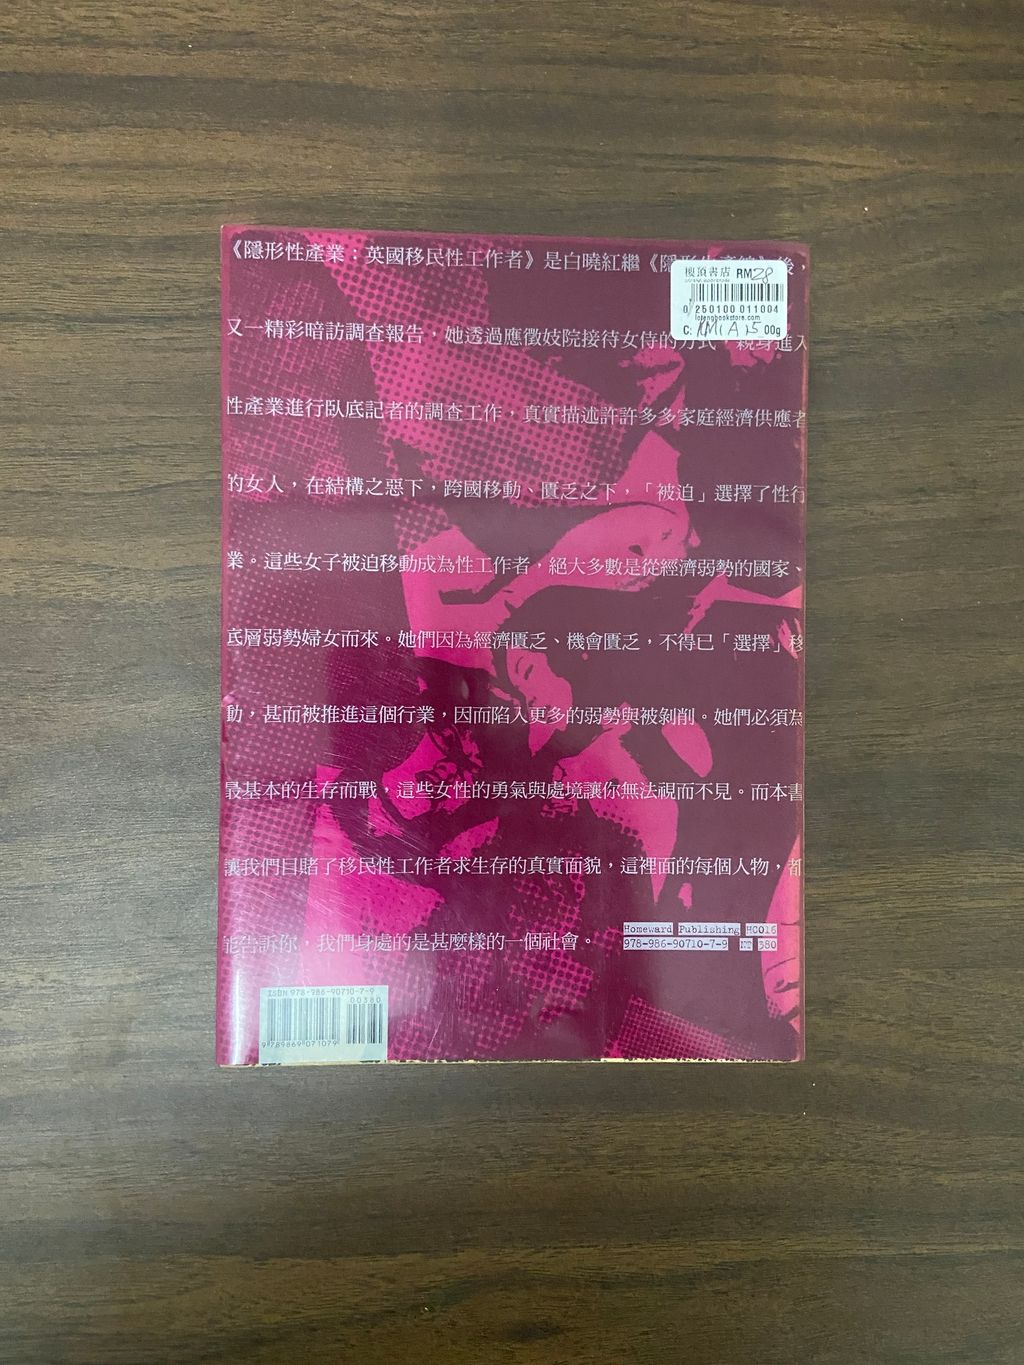 《隱形性產業：英國移民性工作者》是白曉紅繼《隱形生產線》後，
樓頂書店 RM28
0 250100 011004
lotengbookstore.com
C: 00g
又一精彩暗訪調查報告，她透過應徵妓院接待女侍的方式，親身進入
性產業進行臥底記者的調查工作，真實描述許許多多家庭經濟供應者
的女人，在結構之惡下，跨國移動、匱乏之下，「被迫」選擇了性行
業。這些女子被迫移動成為性工作者，絕大多數是從經濟弱勢的國家、
底層弱勢婦女而來。她們因為經濟匱乏、機會匱乏，不得已「選擇」移
動，甚而被推進這個行業，因而陷入更多的弱勢與被剝削。她們必須為
最基本的生存而戰，這些女性的勇氣與處境讓你無法視而不見。而本書
讓我們目睹了移民性工作者求生存的真實面貌，這裡面的每個人物，都
能告訴你，我們身處的是甚麼樣的一個社會。
Homeward Publishing HC016
978-986-90710-7-9 NT 380
ISBN 978-986-90710-7-9
00380
9 789869 071079